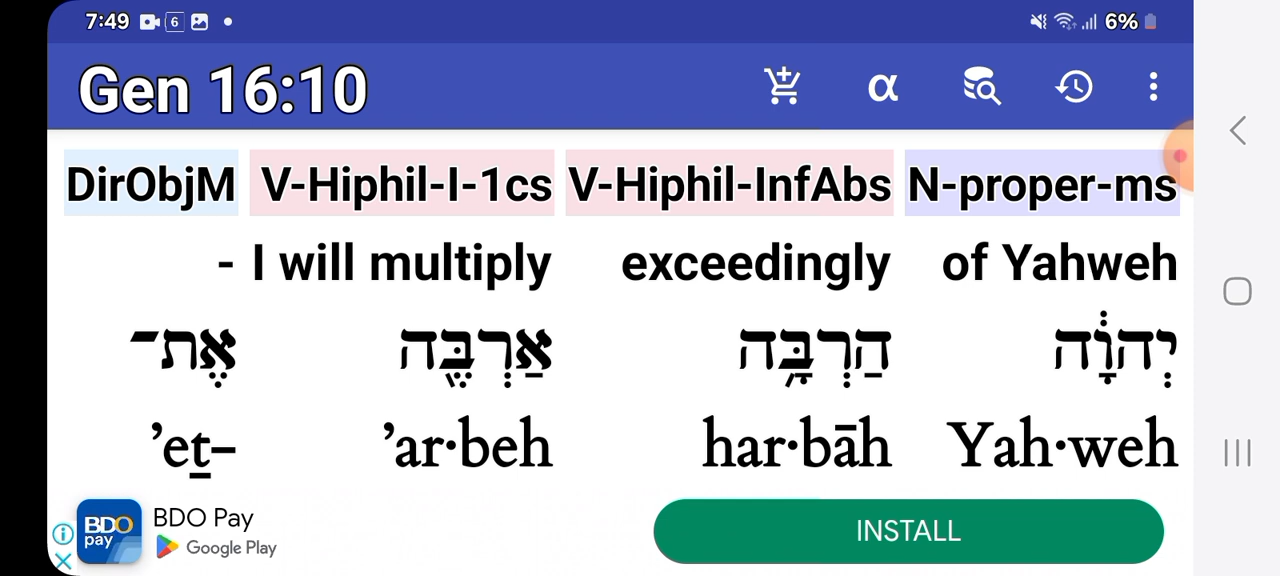 7:49 6 6%
Gen 16:10 α
DirObjM V-Hiphil-I-1cs V-Hiphil-InfAbs N-proper-ms
- I will multiply exceedingly of Yahweh
יְהוָ֔ה הַרְבָּ֥ה אַרְבֶּ֖ה אֶת־
’eṯ– ’ar·beh har·bāh Yah·weh
BDO Pay
BDO pay
Google Play
INSTALL